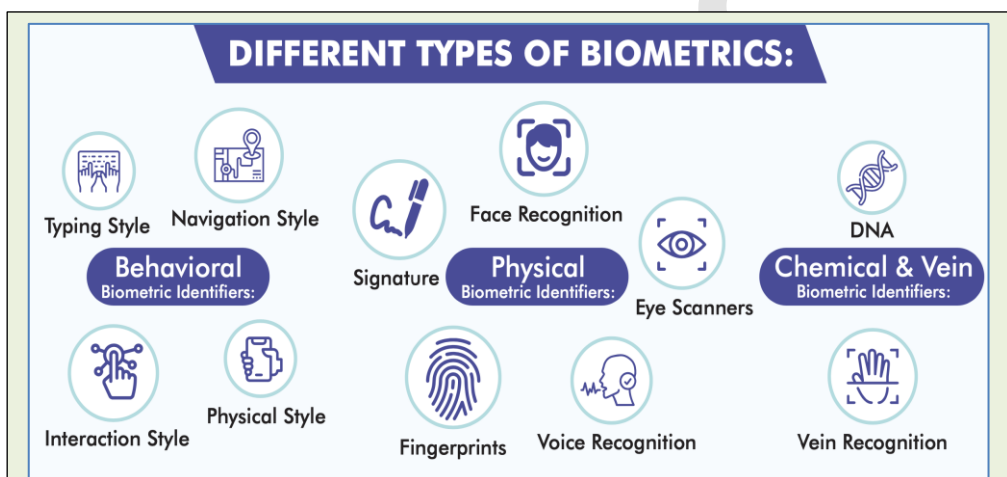 DIFFERENT TYPES OF BIOMETRICS:
Typing Style
Navigation Style
Behavioral
Biometric Identifiers:
Interaction Style
Physical Style
Signature
Face Recognition
Physical
Biometric Identifiers:
Eye Scanners
Fingerprints
Voice Recognition
DNA
Chemical & Vein
Biometric Identifiers:
Vein Recognition